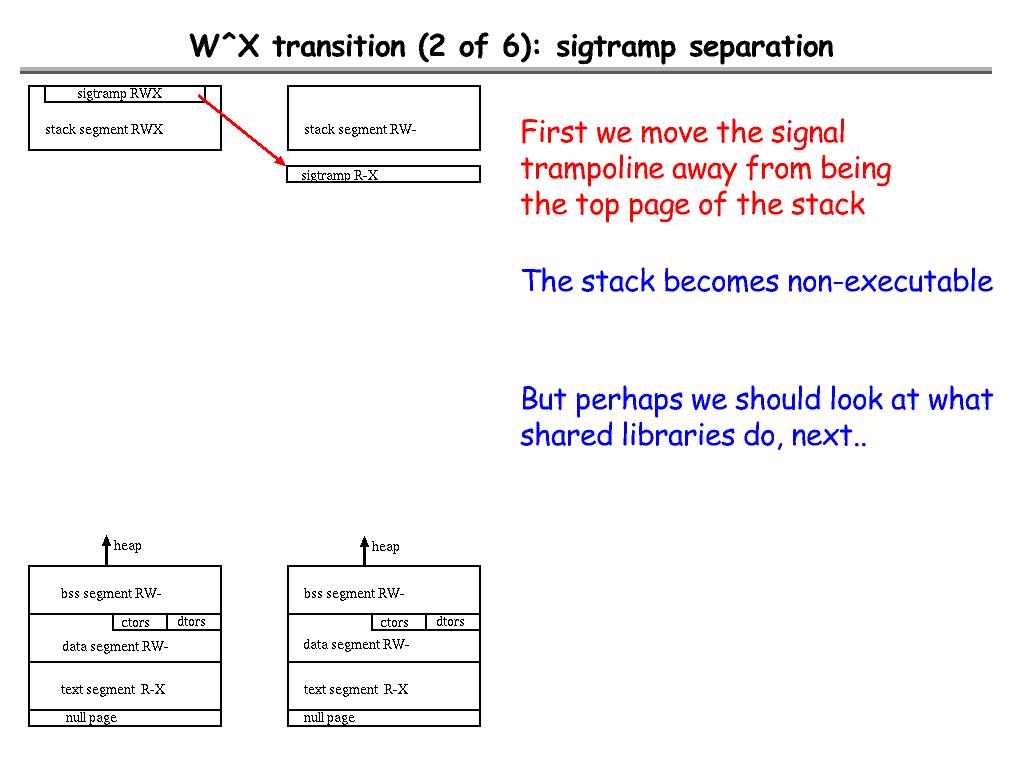 W^X transition (2 of 6): sigtramp separation
sigtramp RWX
stack segment RWX
stack segment RW-
sigtramp R-X
First we move the signal
trampoline away from being
the top page of the stack
The stack becomes non-executable
But perhaps we should look at what
shared libraries do, next..
heap
bss segment RW-
ctors
dtors
data segment RW-
text segment R-X
null page
heap
bss segment RW-
ctors
dtors
data segment RW-
text segment R-X
null page